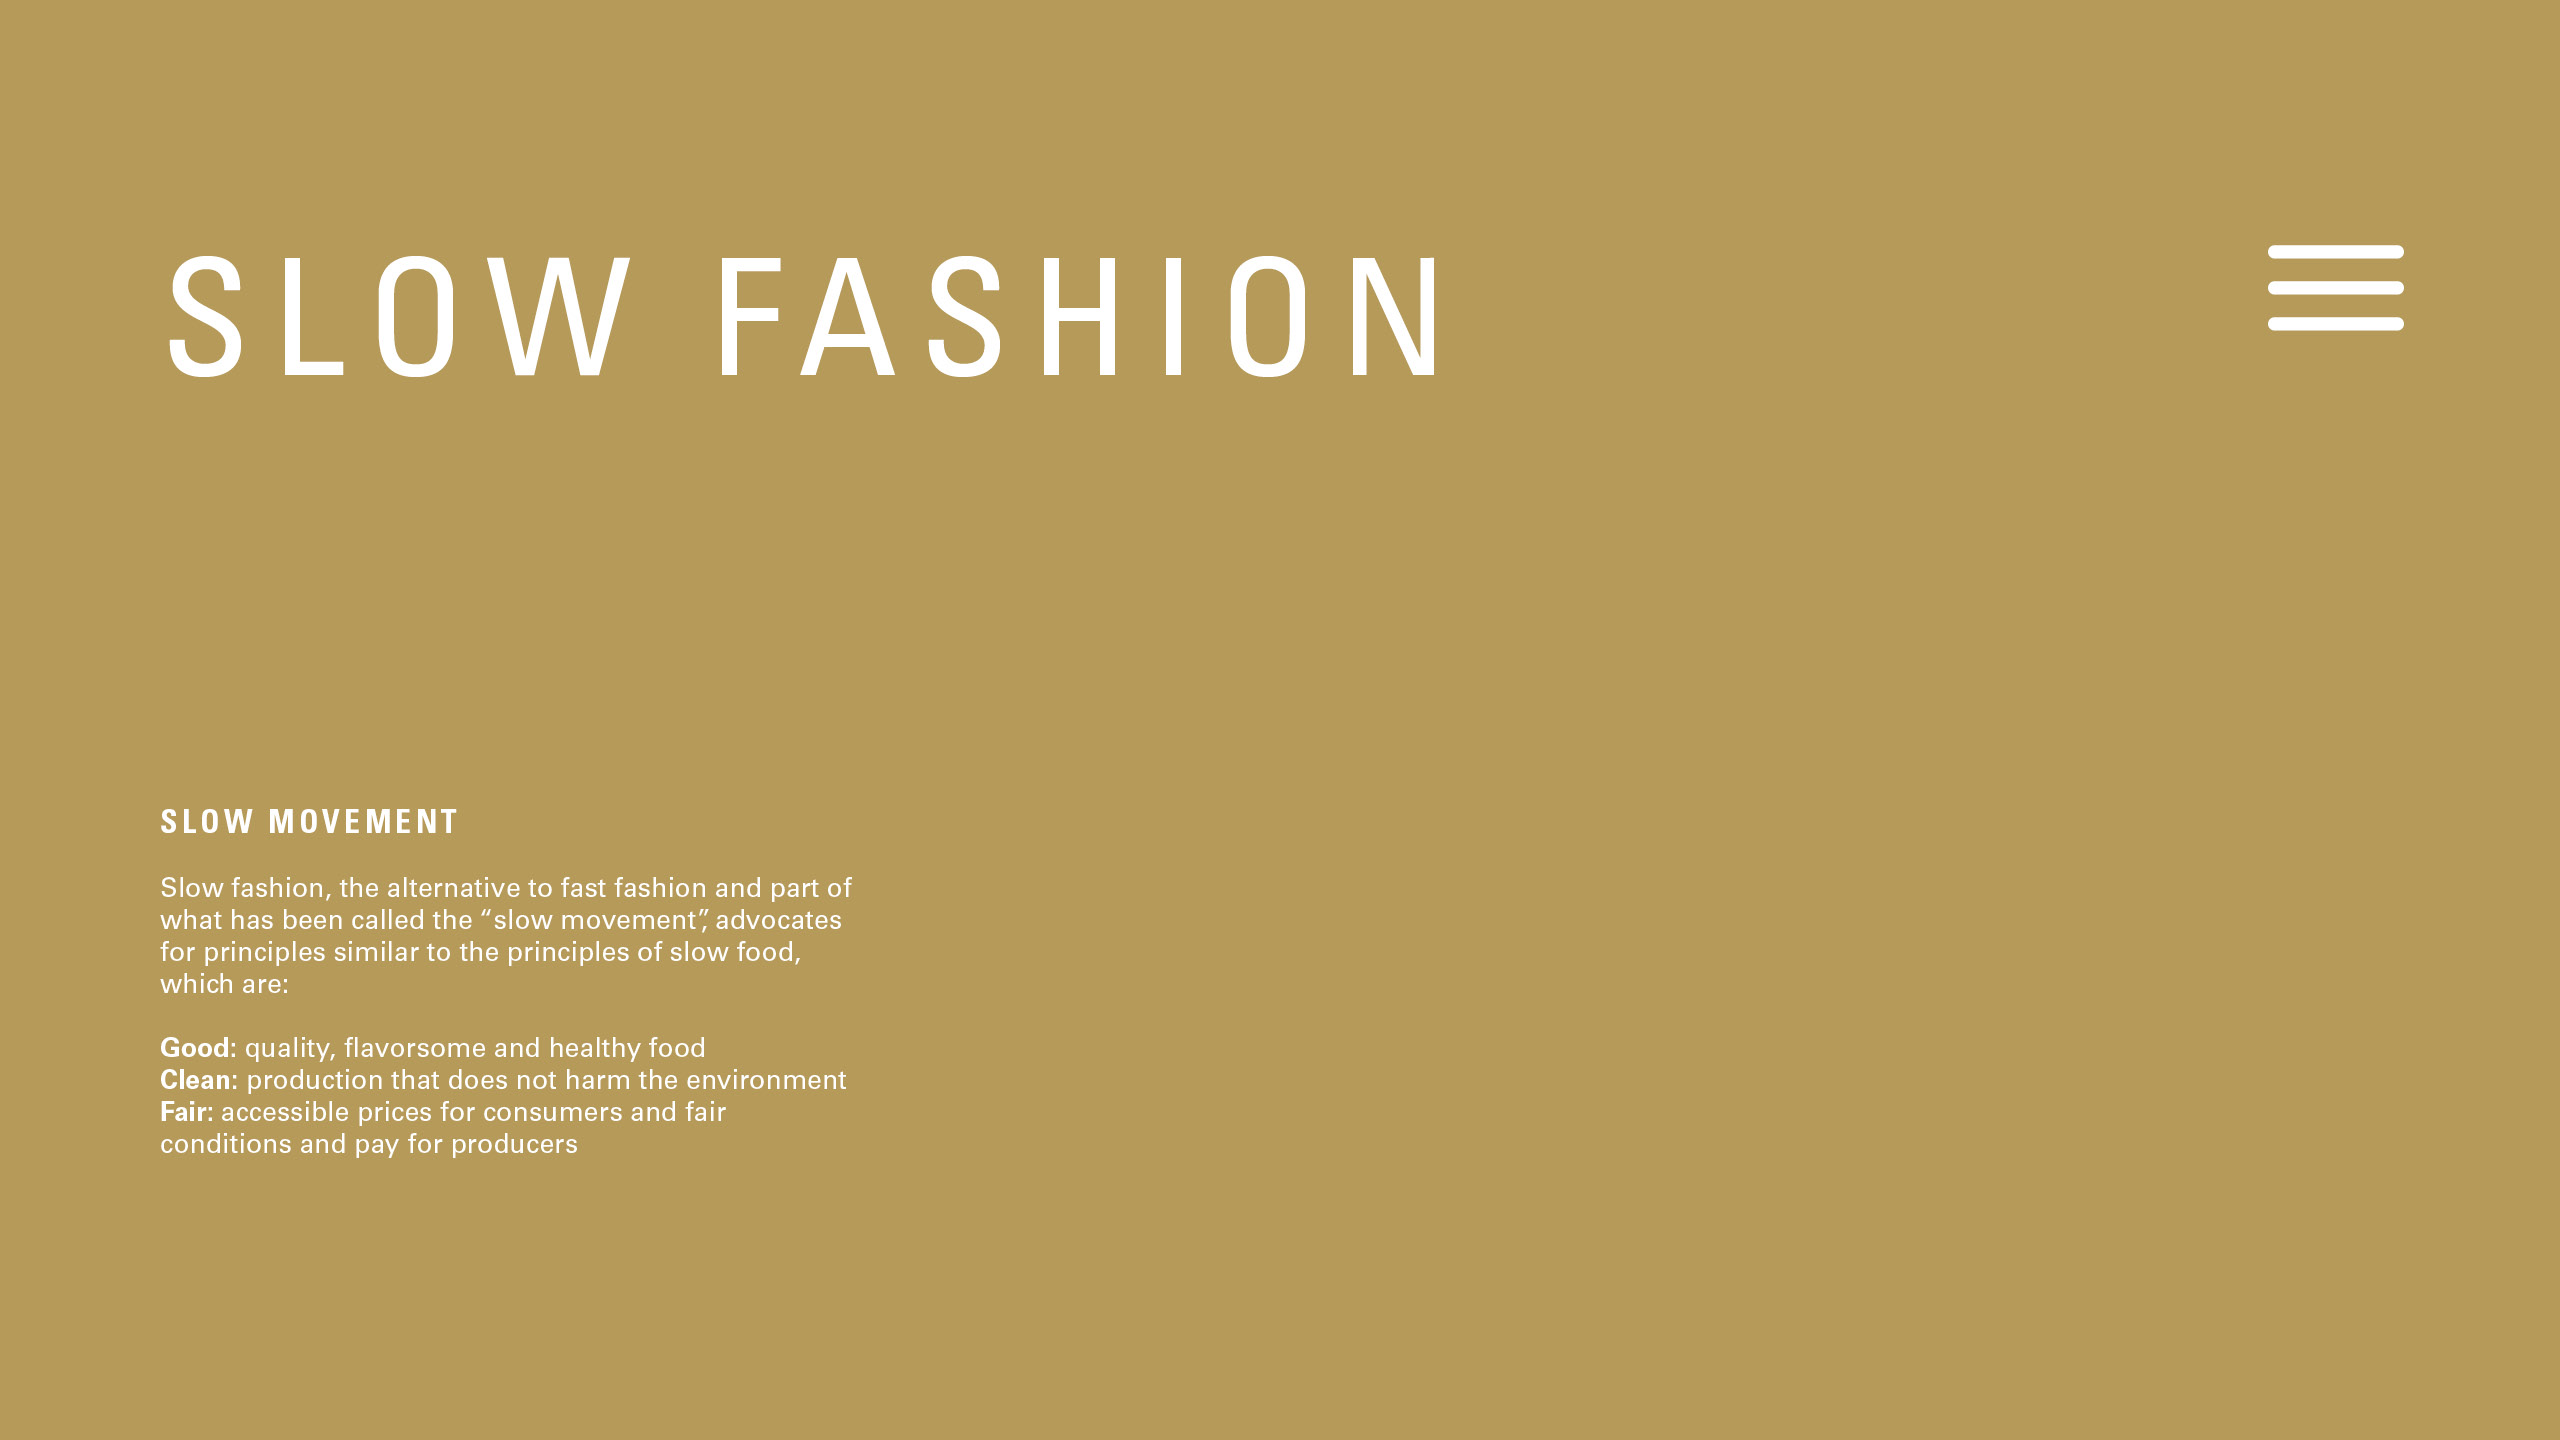 SLOW FASHION
SLOW MOVEMENT
Slow fashion, the alternative to fast fashion and part of
what has been called the “slow movement”, advocates
for principles similar to the principles of slow food,
which are:
Good: quality, flavorsome and healthy food
Clean: production that does not harm the environment
Fair: accessible prices for consumers and fair
conditions and pay for producers